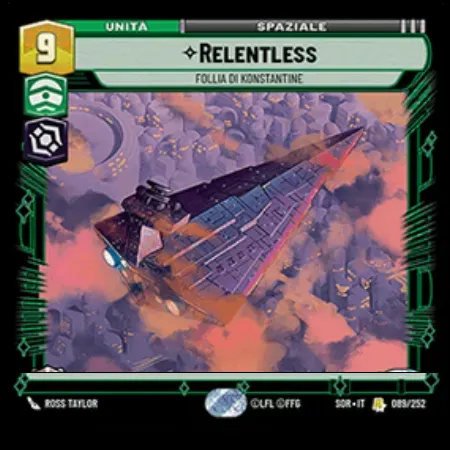 UNITÀ
SPAZIALE
9
RELENTLESS
FOLLIA DI KONSTANTINE
ROSS TAYLOR
©LFL ©FFG
SOR • IT
089/252